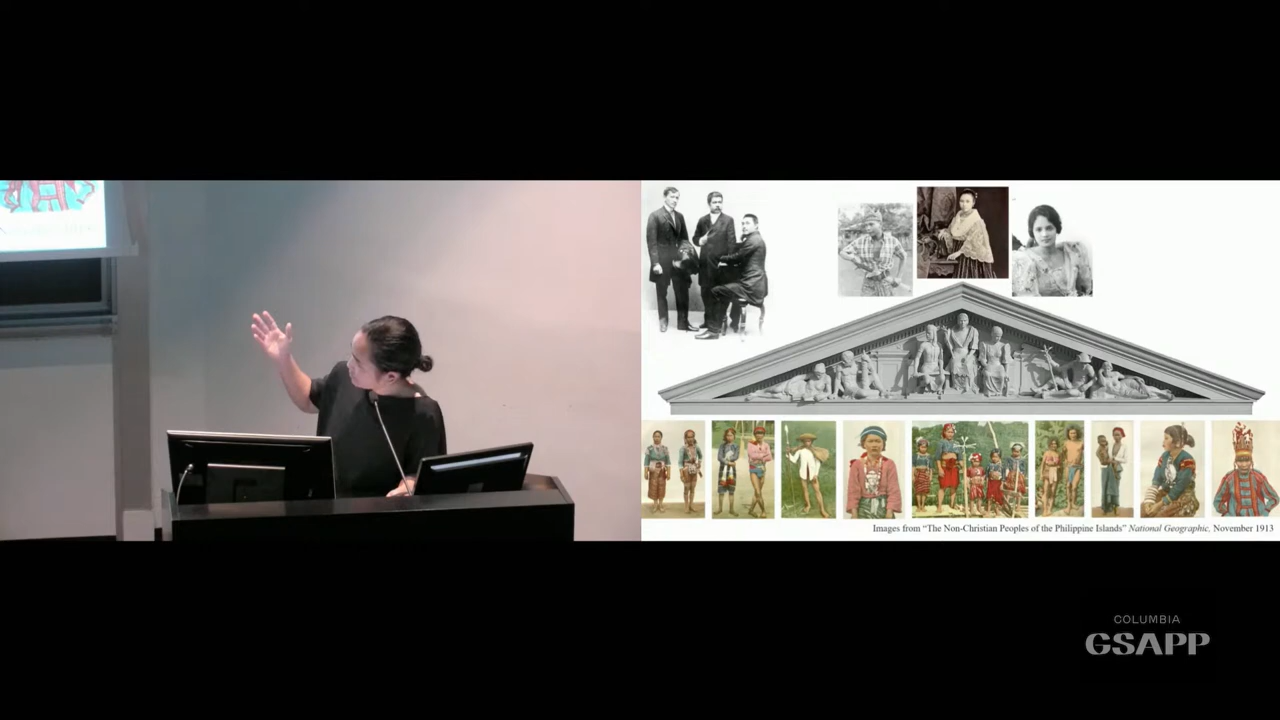 Images from “The Non-Christian Peoples of the Philippine Islands” National Geographic, November 1913
COLUMBIA
GSAPP